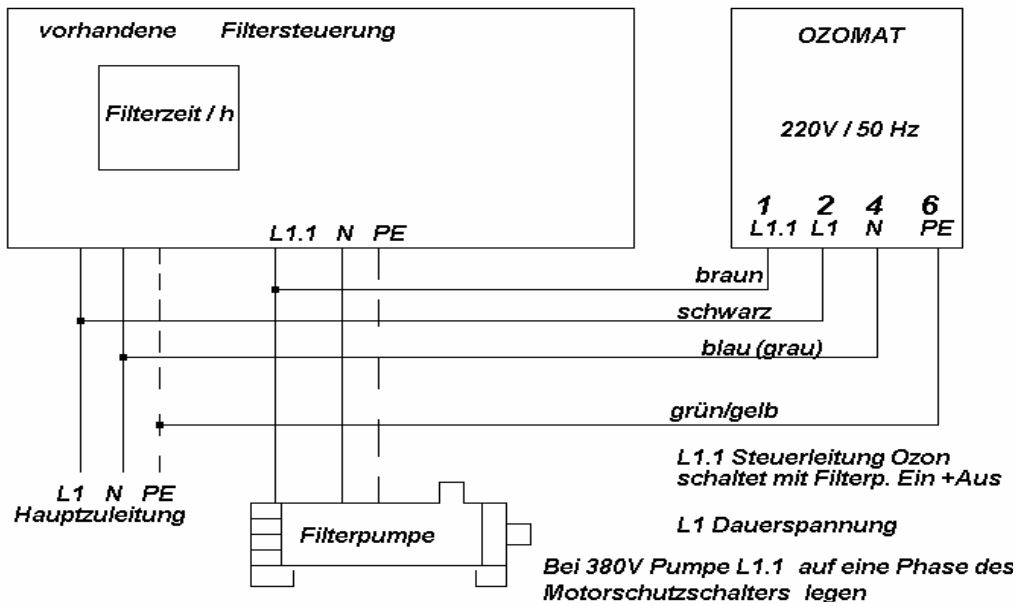 vorhandene Filtersteuerung
OZOMAT
Filterzeit / h
220V / 50 Hz
1 2 4 6
L1.1 N PE
L1.1 L1 N PE
braun
schwarz
blau (grau)
grün/gelb
L1.1 Steuerleitung Ozon
schaltet mit Filterp. Ein +Aus
L1 N PE
Hauptzuleitung
L1 Dauerspannung
Filterpumpe
Bei 380V Pumpe L1.1 auf eine Phase des
Motorschutzschalters legen